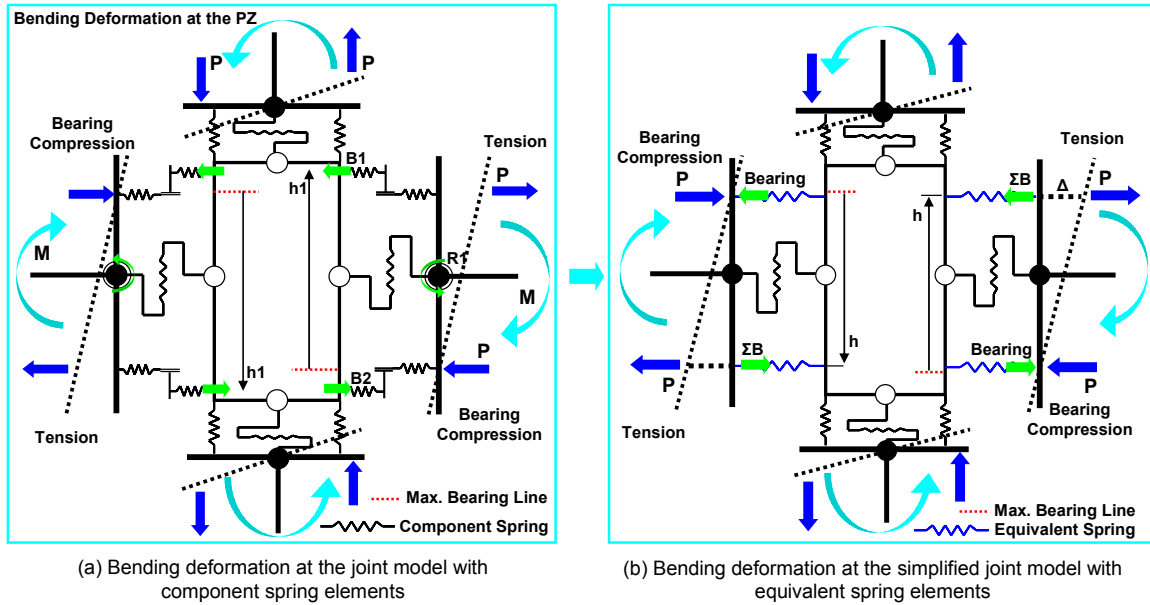 Bending Deformation at the PZ
P
P
Bearing
Compression
Tension
B1
P
h1
M
R1
M
h1
B2
P
Tension
Bearing
Compression
Max. Bearing Line
Component Spring
(a) Bending deformation at the joint model with
component spring elements
Bearing
Compression
Tension
P
Bearing
ΣB
Δ
P
h
h
ΣB
Bearing
P
P
Tension
Bearing
Compression
Max. Bearing Line
Equivalent Spring
(b) Bending deformation at the simplified joint model with
equivalent spring elements